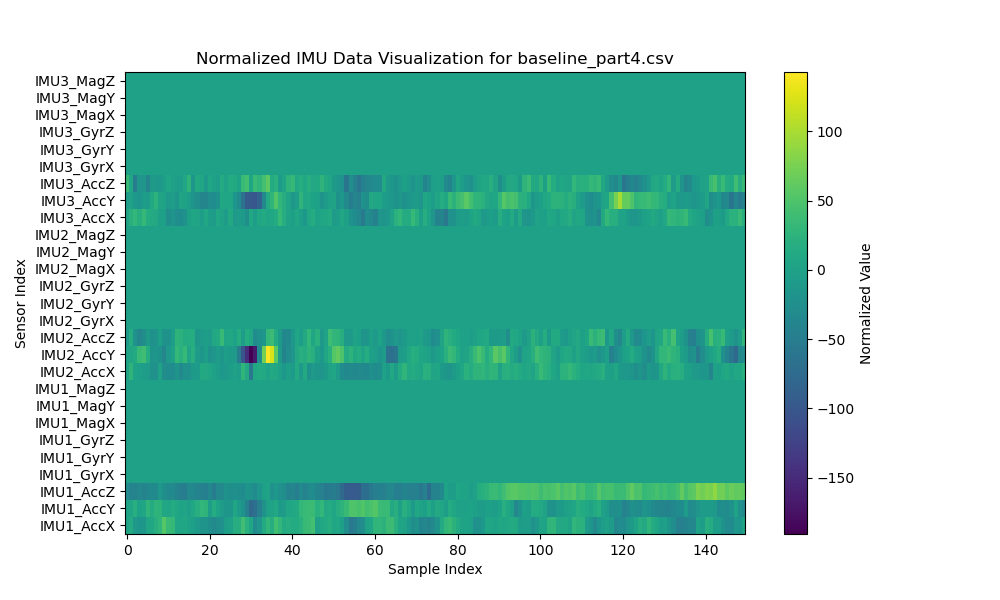 Normalized IMU Data Visualization for baseline_part4.csv
IMU3_MagZ
IMU3_MagY
IMU3_MagX
IMU3_GyrZ
IMU3_GyrY
IMU3_GyrX
IMU3_AccZ
IMU3_AccY
IMU3_AccX
IMU2_MagZ
IMU2_MagY
IMU2_MagX
IMU2_GyrZ
IMU2_GyrY
IMU2_GyrX
IMU2_AccZ
IMU2_AccY
IMU2_AccX
IMU1_MagZ
IMU1_MagY
IMU1_MagX
IMU1_GyrZ
IMU1_GyrY
IMU1_GyrX
IMU1_AccZ
IMU1_AccY
IMU1_AccX
Sensor Index
0 20 40 60 80 100 120 140
Sample Index
100
50
0
−50
−100
−150
Normalized Value